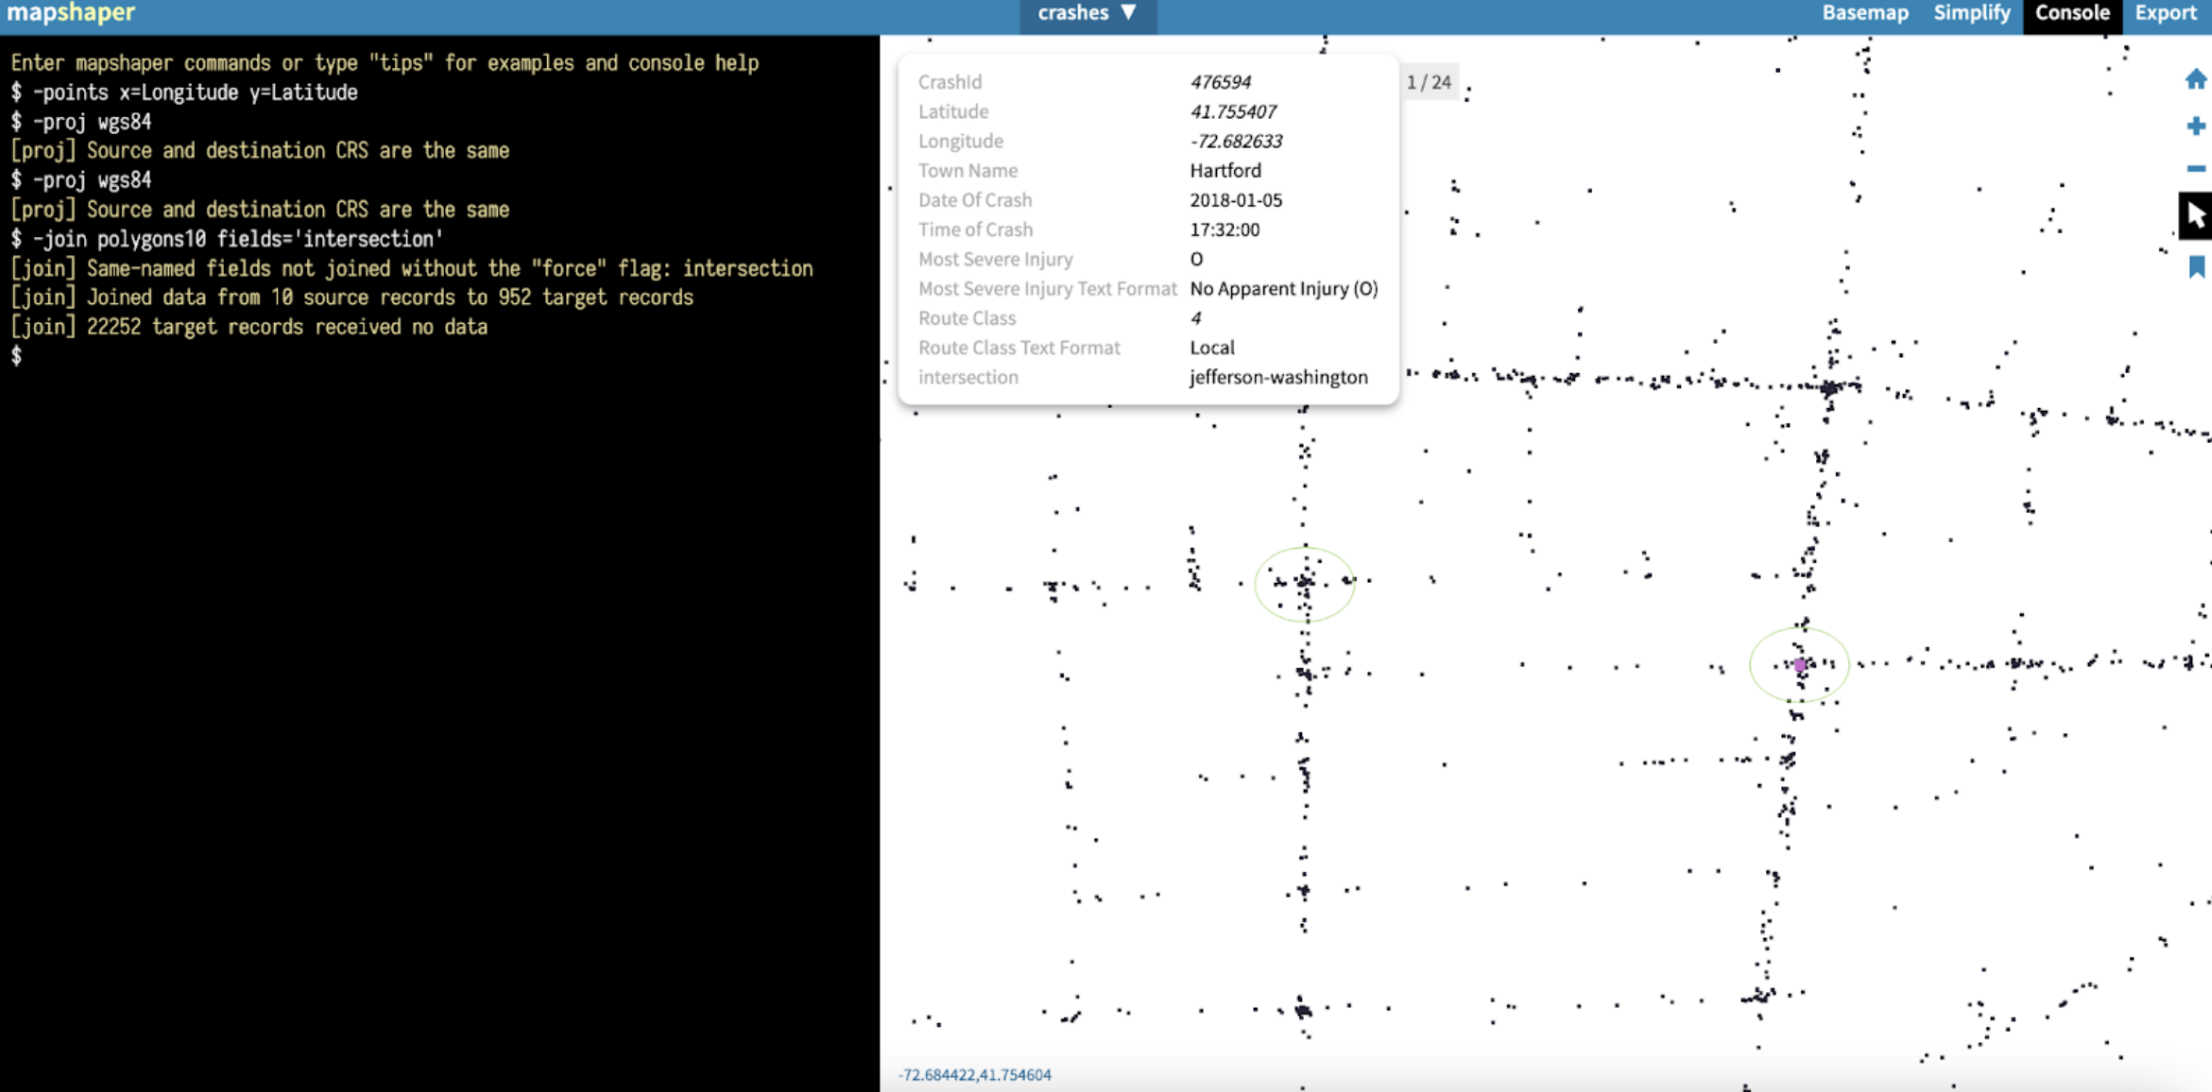 mapshaper
crashes ▼
Basemap Simplify Console Export
Enter mapshaper commands or type "tips" for examples and console help
$ -points x=Longitude y=Latitude
$ -proj wgs84
[proj] Source and destination CRS are the same
$ -proj wgs84
[proj] Source and destination CRS are the same
$ -join polygons10 fields='intersection'
[join] Same-named fields not joined without the "force" flag: intersection
[join] Joined data from 10 source records to 952 target records
[join] 22252 target records received no data
$
CrashId 476594
Latitude 41.755407
Longitude -72.682633
Town Name Hartford
Date Of Crash 2018-01-05
Time of Crash 17:32:00
Most Severe Injury O
Most Severe Injury Text Format No Apparent Injury (O)
Route Class 4
Route Class Text Format Local
intersection jefferson-washington
1 / 24
-72.684422,41.754604